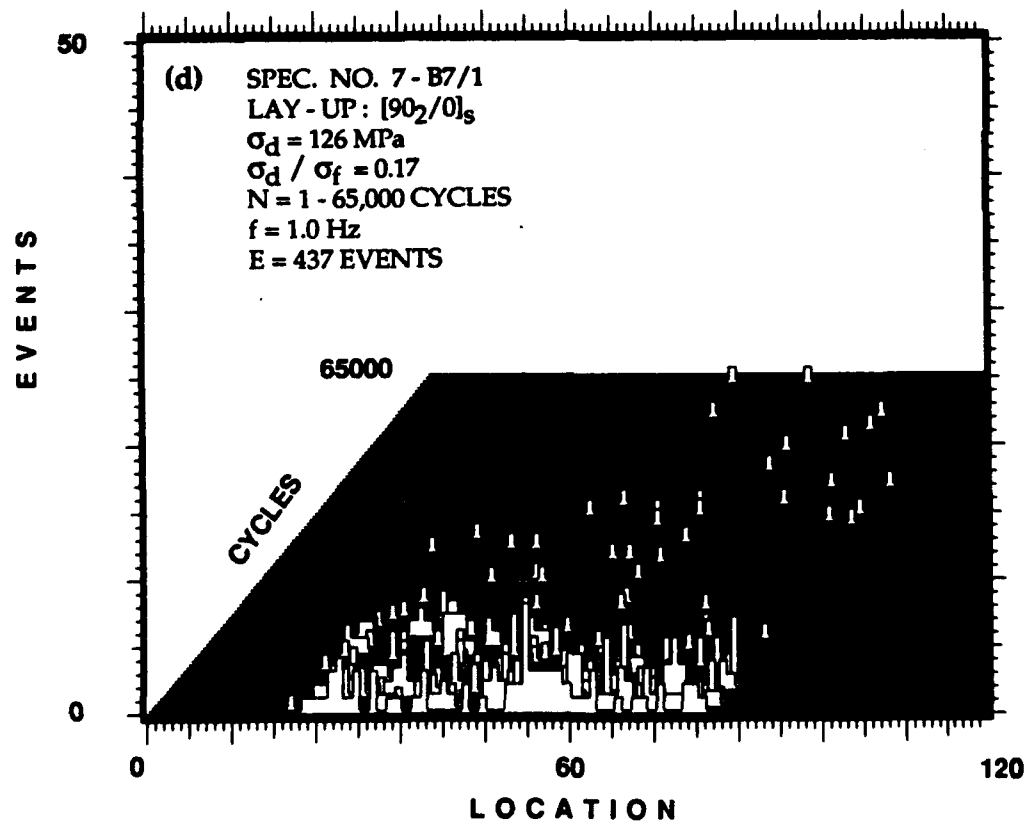 50
(d) SPEC. NO. 7 - B7/1
LAY - UP : [90₂/0]ₛ
σd = 126 MPa
σd / σf = 0.17
N = 1 - 65,000 CYCLES
f = 1.0 Hz
E = 437 EVENTS
EVENTS
65000
CYCLES
0
0 60 120
LOCATION